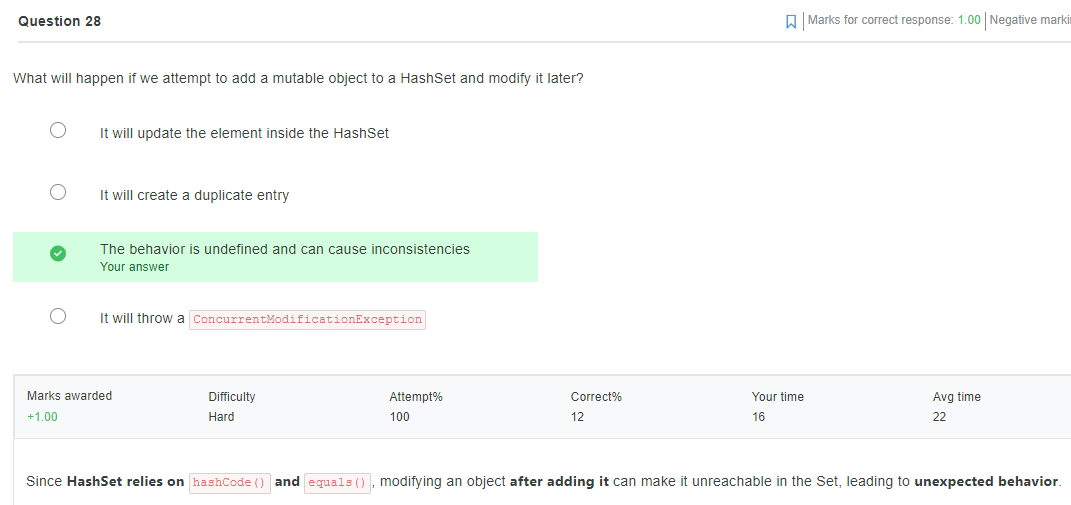 Question 28
Marks for correct response: 1.00
Negative
What will happen if we attempt to add a mutable object to a HashSet and modify it later?
It will update the element inside the HashSet
It will create a duplicate entry
The behavior is undefined and can cause inconsistencies
Your answer
It will throw a ConcurrentModificationException
Marks awarded Difficulty Attempt% Correct% Your time Avg time
+1.00 Hard 100 12 16 22
Since HashSet relies on hashCode() and equals(), modifying an object after adding it can make it unreachable in the Set, leading to unexpected behavior.